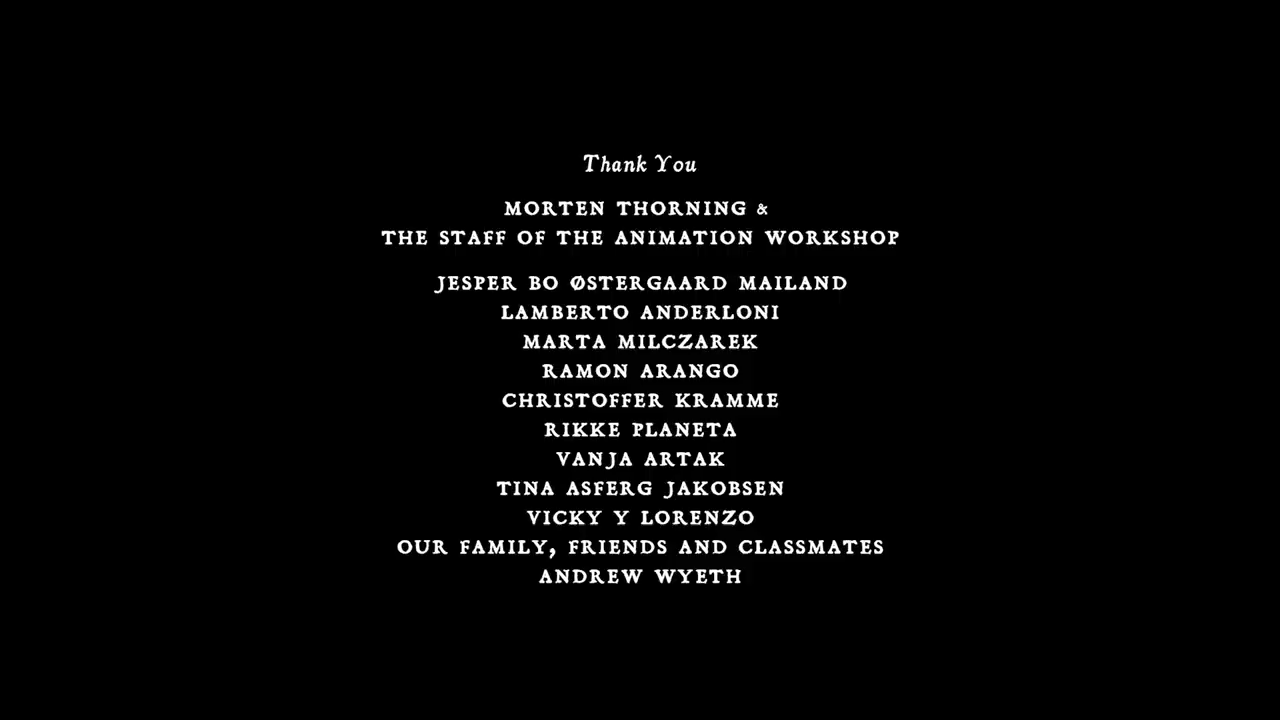 Thank You
MORTEN THORNING &
THE STAFF OF THE ANIMATION WORKSHOP
JESPER BO ØSTERGAARD MAILAND
LAMBERTO ANDERLONI
MARTA MILCZAREK
RAMON ARANGO
CHRISTOFFER KRAMME
RIKKE PLANETA
VANJA ARTAK
TINA ASFERG JAKOBSEN
VICKY Y LORENZO
OUR FAMILY, FRIENDS AND CLASSMATES
ANDREW WYETH